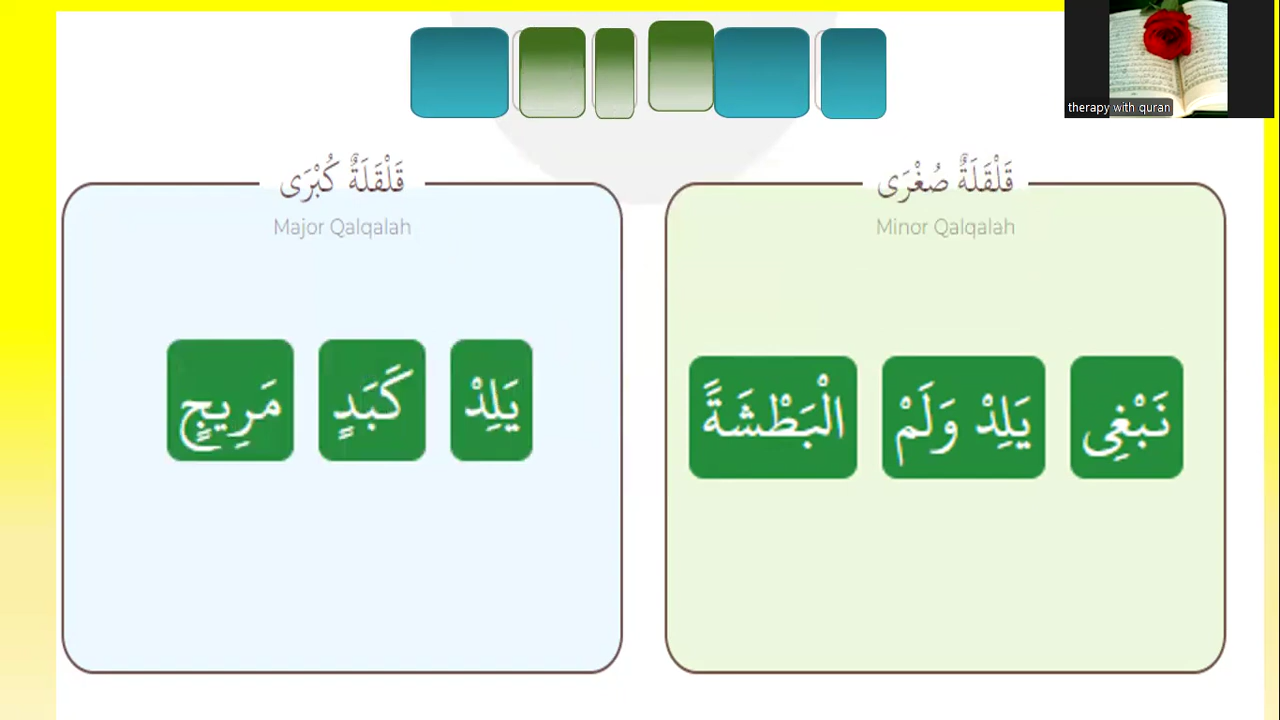 therapy with quran
قَلْقَلَةٌ صُغْرَى
Minor Qalqalah
نَبْغِى
يَلِدْ وَلَمْ
الْبَطْشَةً
قَلْقَلَةٌ كُبْرَى
Major Qalqalah
يَلِدْ
كَبَدٍ
مَرِيجٍ